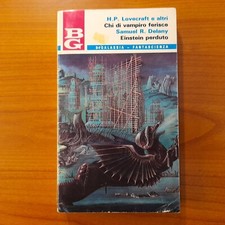 BG
H.P. Lovecraft e altri
Chi di vampiro ferisce
Samuel R. Delany
Einstein perduto
BIGALASSIA - FANTASCIENZA